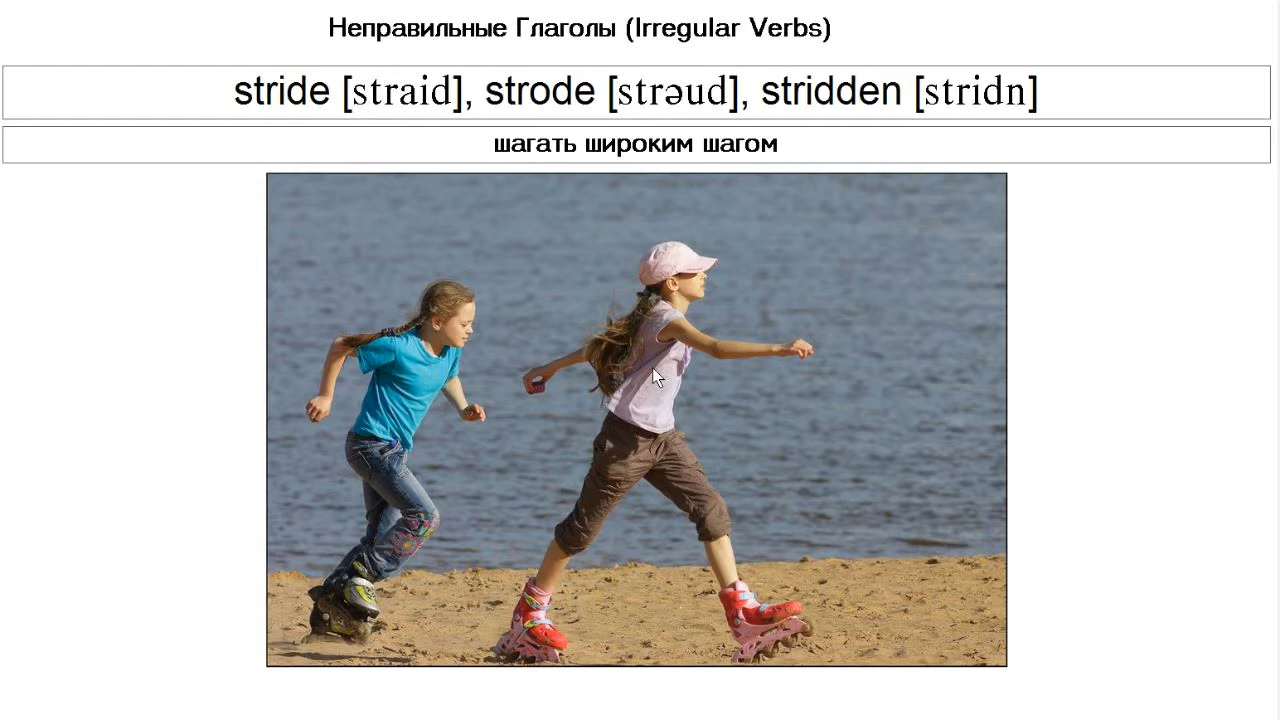 Неправильные Глаголы (Irregular Verbs)
stride [straid], strode [strəud], stridden [stridn]
шагать широким шагом